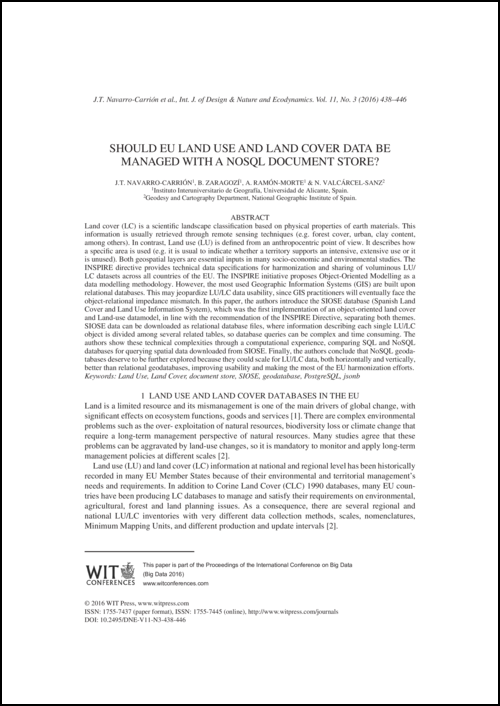 J.T. Navarro-Carrión et al., Int. J. of Design & Nature and Ecodynamics. Vol. 11, No. 3 (2016) 438–446
SHOULD EU LAND USE AND LAND COVER DATA BE
MANAGED WITH A NOSQL DOCUMENT STORE?
J.T. NAVARRO-CARRIÓN¹, B. ZARAGOZÍ¹, A. RAMÓN-MORTE¹ & N. VALCÁRCEL-SANZ²
¹Instituto Interuniversitario de Geografía, Universidad de Alicante, Spain.
²Geodesy and Cartography Department, National Geographic Institute of Spain.
ABSTRACT
Land cover (LC) is a scientific landscape classification based on physical properties of earth materials. This
information is usually retrieved through remote sensing techniques (e.g. forest cover, urban, clay content,
among others). In contrast, Land use (LU) is defined from an anthropocentric point of view. It describes how
a specific area is used (e.g. it is usual to indicate whether a territory supports an intensive, extensive use or it
is unused). Both geospatial layers are essential inputs in many socio-economic and environmental studies. The
INSPIRE directive provides technical data specifications for harmonization and sharing of voluminous LU/
LC datasets across all countries of the EU. The INSPIRE initiative proposes Object-Oriented Modelling as a
data modelling methodology. However, the most used Geographic Information Systems (GIS) are built upon
relational databases. This may jeopardize LU/LC data usability, since GIS practitioners will eventually face the
object-relational impedance mismatch. In this paper, the authors introduce the SIOSE database (Spanish Land
Cover and Land Use Information System), which was the first implementation of an object-oriented land cover
and Land-use datamodel, in line with the recommendation of the INSPIRE Directive, separating both themes.
SIOSE data can be downloaded as relational database files, where information describing each single LU/LC
object is divided among several related tables, so database queries can be complex and time consuming. The
authors show these technical complexities through a computational experience, comparing SQL and NoSQL
databases for querying spatial data downloaded from SIOSE. Finally, the authors conclude that NoSQL geoda-
tabases deserve to be further explored because they could scale for LU/LC data, both horizontally and vertically,
better than relational geodatabases, improving usability and making the most of the EU harmonization efforts.
Keywords: Land Use, Land Cover, document store, SIOSE, geodatabase, PostgreSQL, jsonb
1 LAND USE AND LAND COVER DATABASES IN THE EU
Land is a limited resource and its mismanagement is one of the main drivers of global change, with
significant effects on ecosystem functions, goods and services [1]. There are complex environmental
problems such as the over- exploitation of natural resources, biodiversity loss or climate change that
require a long-term management perspective of natural resources. Many studies agree that these
problems can be aggravated by land-use changes, so it is mandatory to monitor and apply long-term
management policies at different scales [2].
Land use (LU) and land cover (LC) information at national and regional level has been historically
recorded in many EU Member States because of their environmental and territorial management's
needs and requirements. In addition to Corine Land Cover (CLC) 1990 databases, many EU coun-
tries have been producing LC databases to manage and satisfy their requirements on environmental,
agricultural, forest and land planning issues. As a consequence, there are several regional and
national LU/LC inventories with very different data collection methods, scales, nomenclatures,
Minimum Mapping Units, and different production and update intervals [2].
WIT
CONFERENCES
This paper is part of the Proceedings of the International Conference on Big Data
(Big Data 2016)
www.witconferences.com
© 2016 WIT Press, www.witpress.com
ISSN: 1755-7437 (paper format), ISSN: 1755-7445 (online), http://www.witpress.com/journals
DOI: 10.2495/DNE-V11-N3-438-446